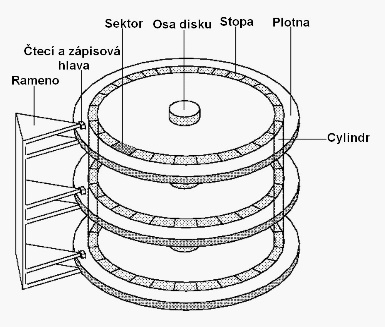 Sektor
Osa disku
Stopa
Plotna
Čtecí a zápisová
hlava
Rameno
Cylindr